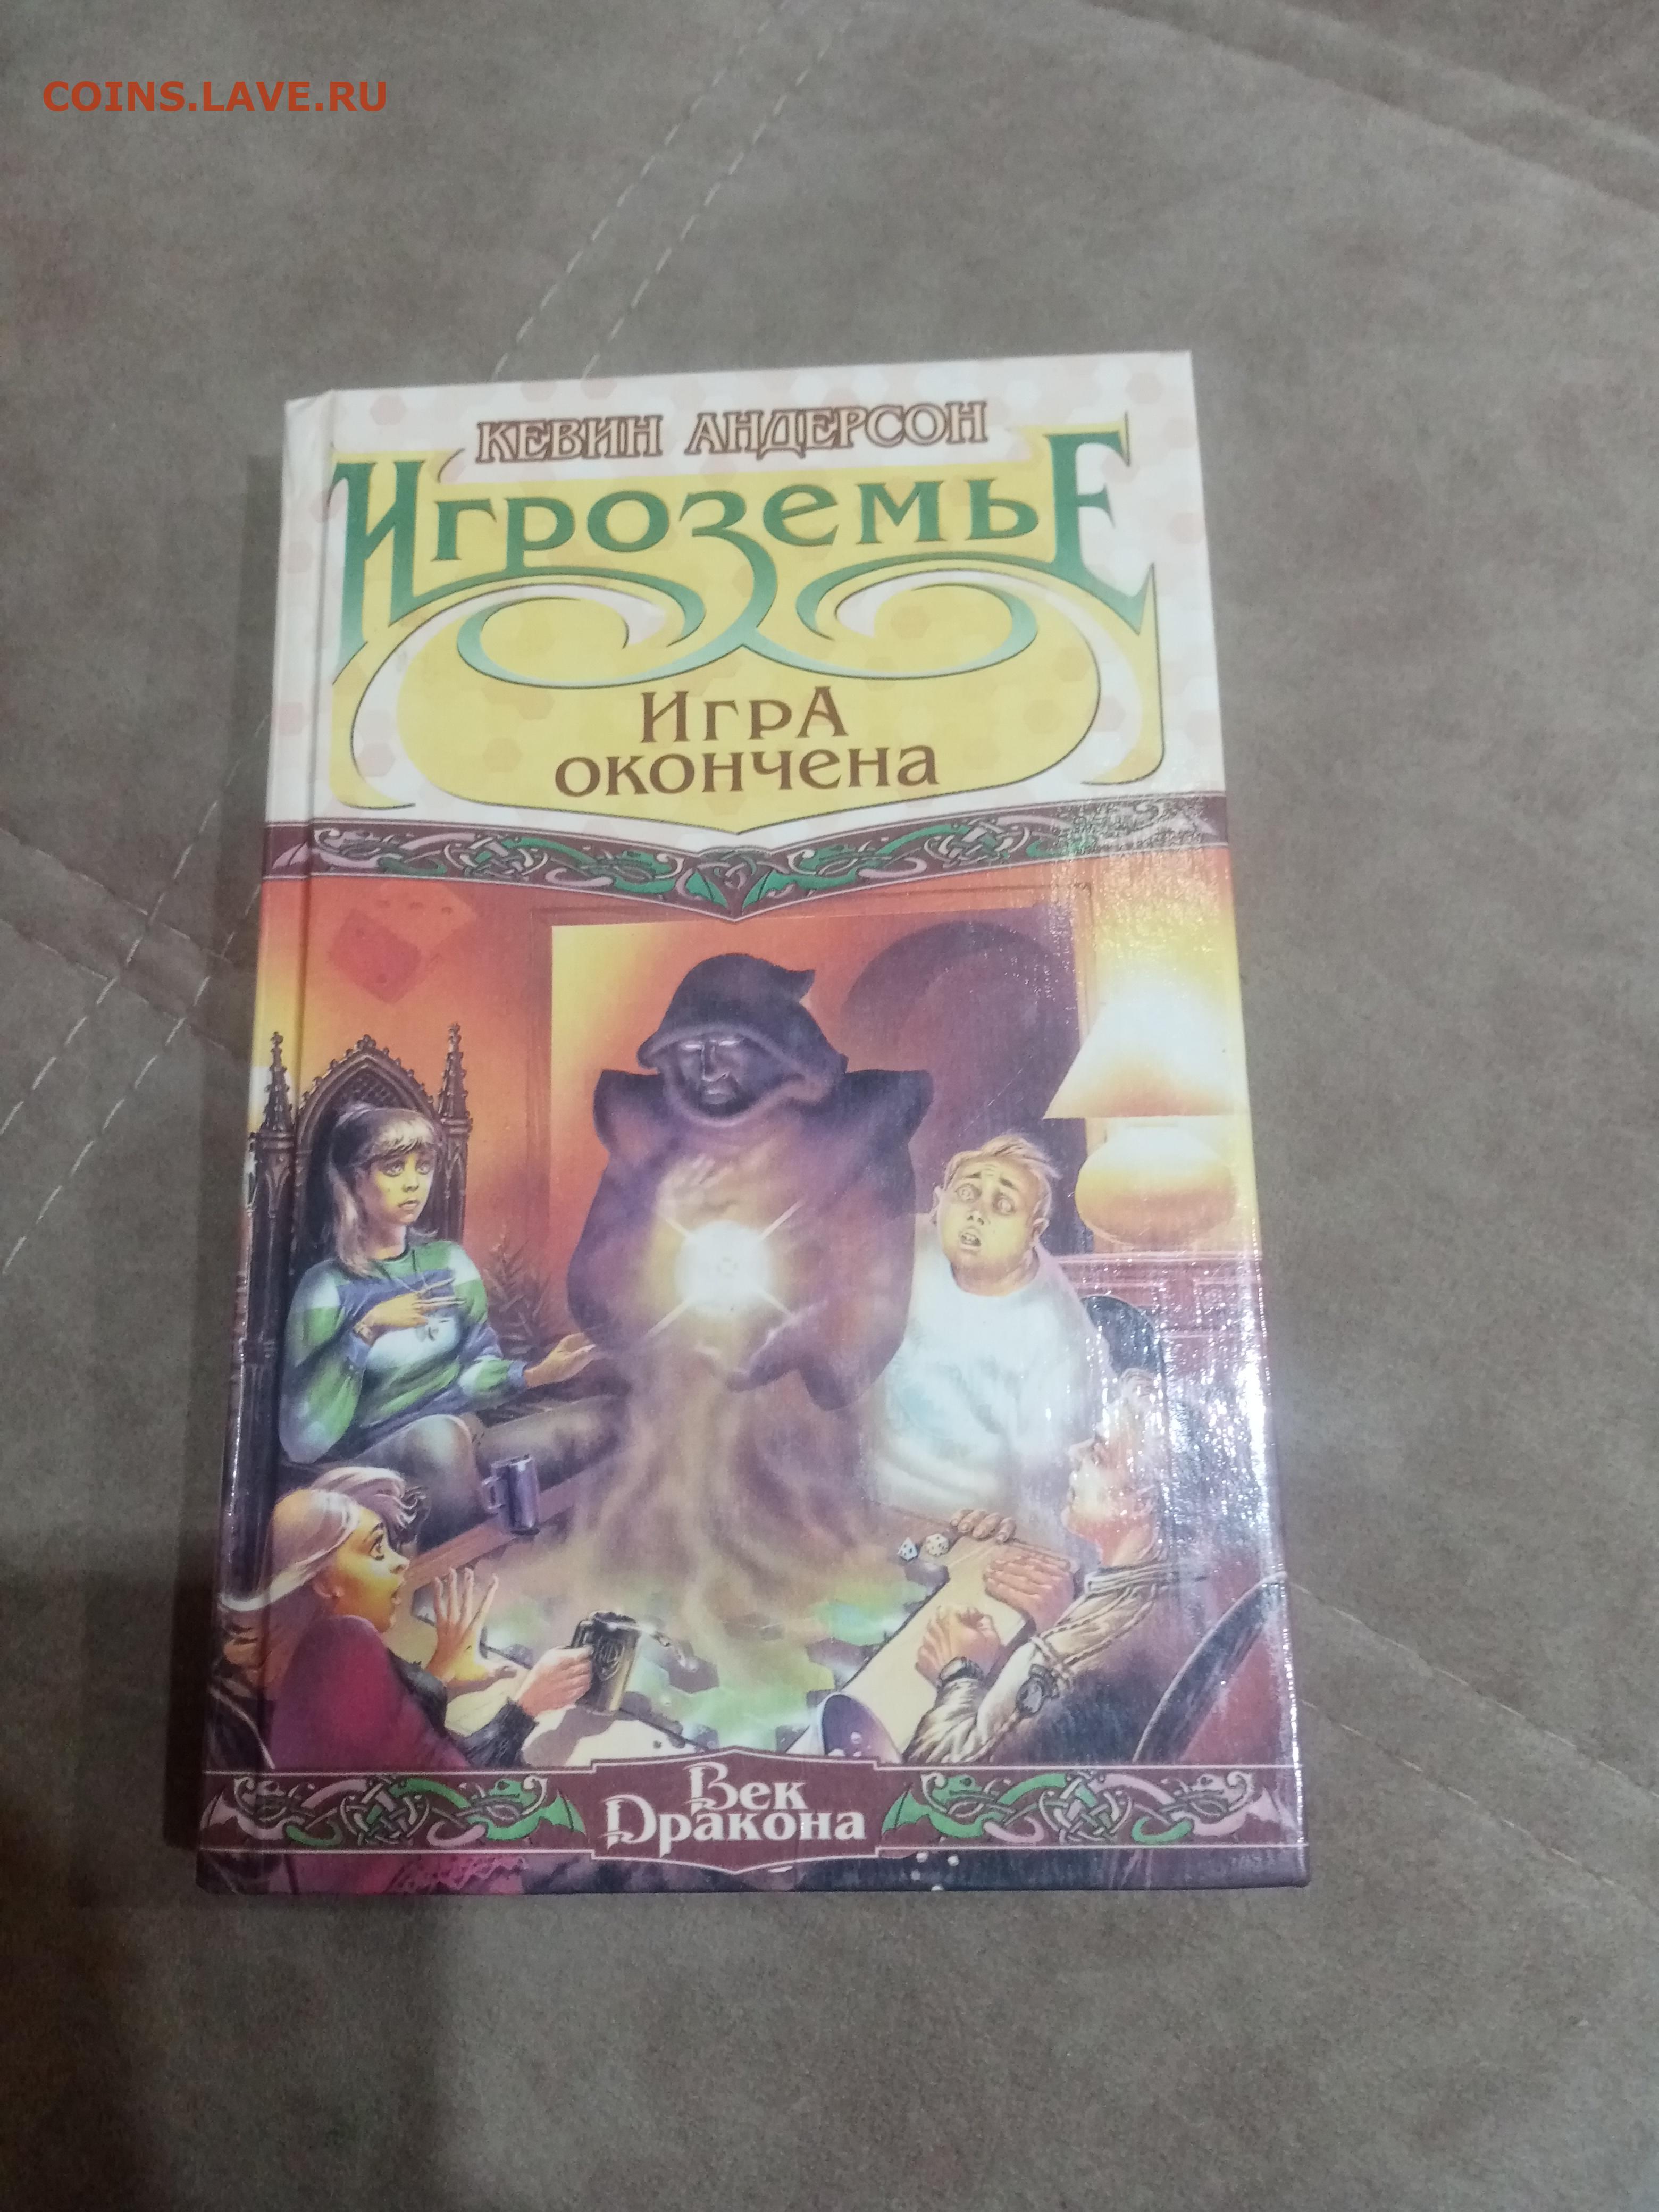 COINS.LAVE.RU
КЕВИН АНДЕРСОН
ИгроземьЕ
ИгрА
окончена
Век
Дракона